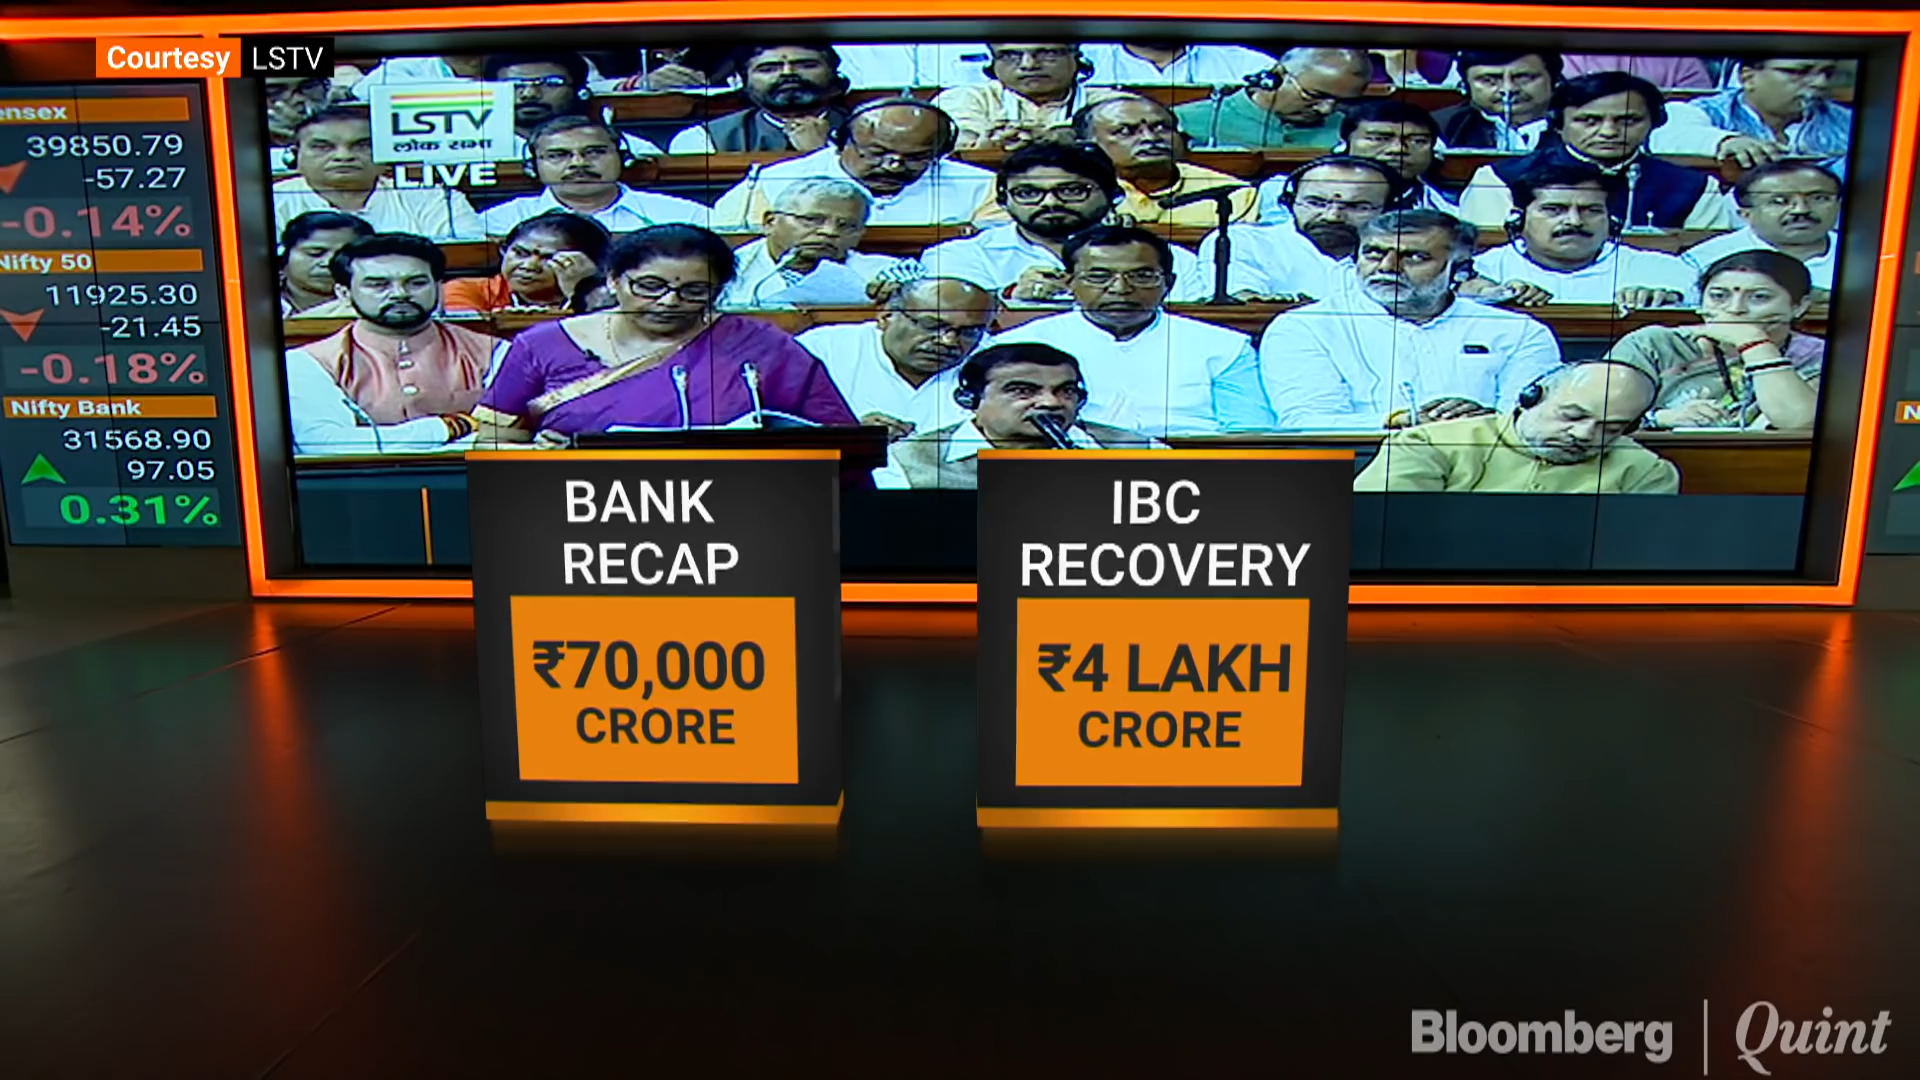 Courtesy LSTV
LSTV
लोक सभा
LIVE
ensex
39850.79
-57.27
-0.14%
Nifty 50
11925.30
-21.45
-0.18%
Nifty Bank
31568.90
97.05
0.31%
BANK
RECAP
₹70,000
CRORE
IBC
RECOVERY
₹4 LAKH
CRORE
N
Bloomberg | Quint